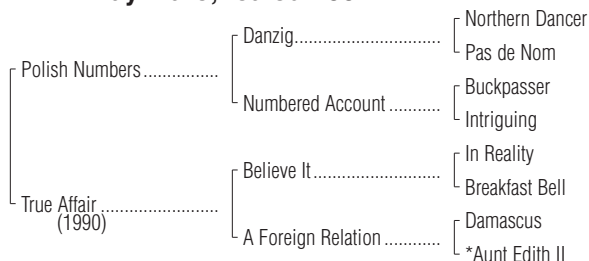 Northern Dancer
Danzig
Pas de Nom
Polish Numbers
Buckpasser
Numbered Account
Intriguing
In Reality
Believe It
Breakfast Bell
True Affair
(1990)
Damascus
A Foreign Relation
*Aunt Edith II